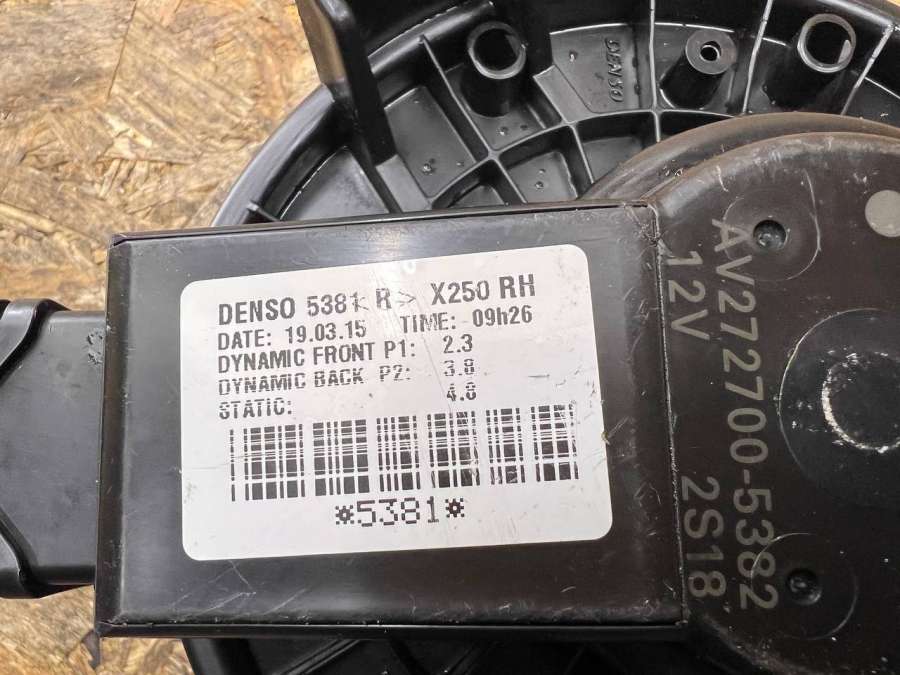 DENSO
DENSO 5381 <R> X250 RH
DATE: 19.03.15 TIME: 09h26
DYNAMIC FRONT P1: 2.3
DYNAMIC BACK P2: 3.8
STATIC: 4.8
*5381*
AV272700-5382
12V 2S18